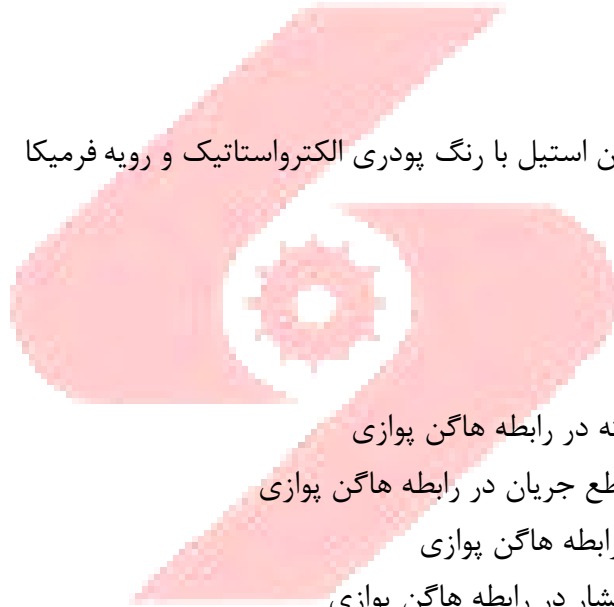 استیل با رنگ پودری الکترواستاتیک و رویه فرمیکا
در رابطه هاگن پوازی
جریان در رابطه هاگن پوازی
رابطه هاگن پوازی
در رابطه هاگن پوازی